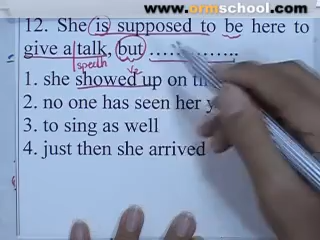 www.ormschool.com
12. She is supposed to be here to
give a talk, but ..............
speech
1. she showed up on
2. no one has seen her
3. to sing as well
4. just then she arrived